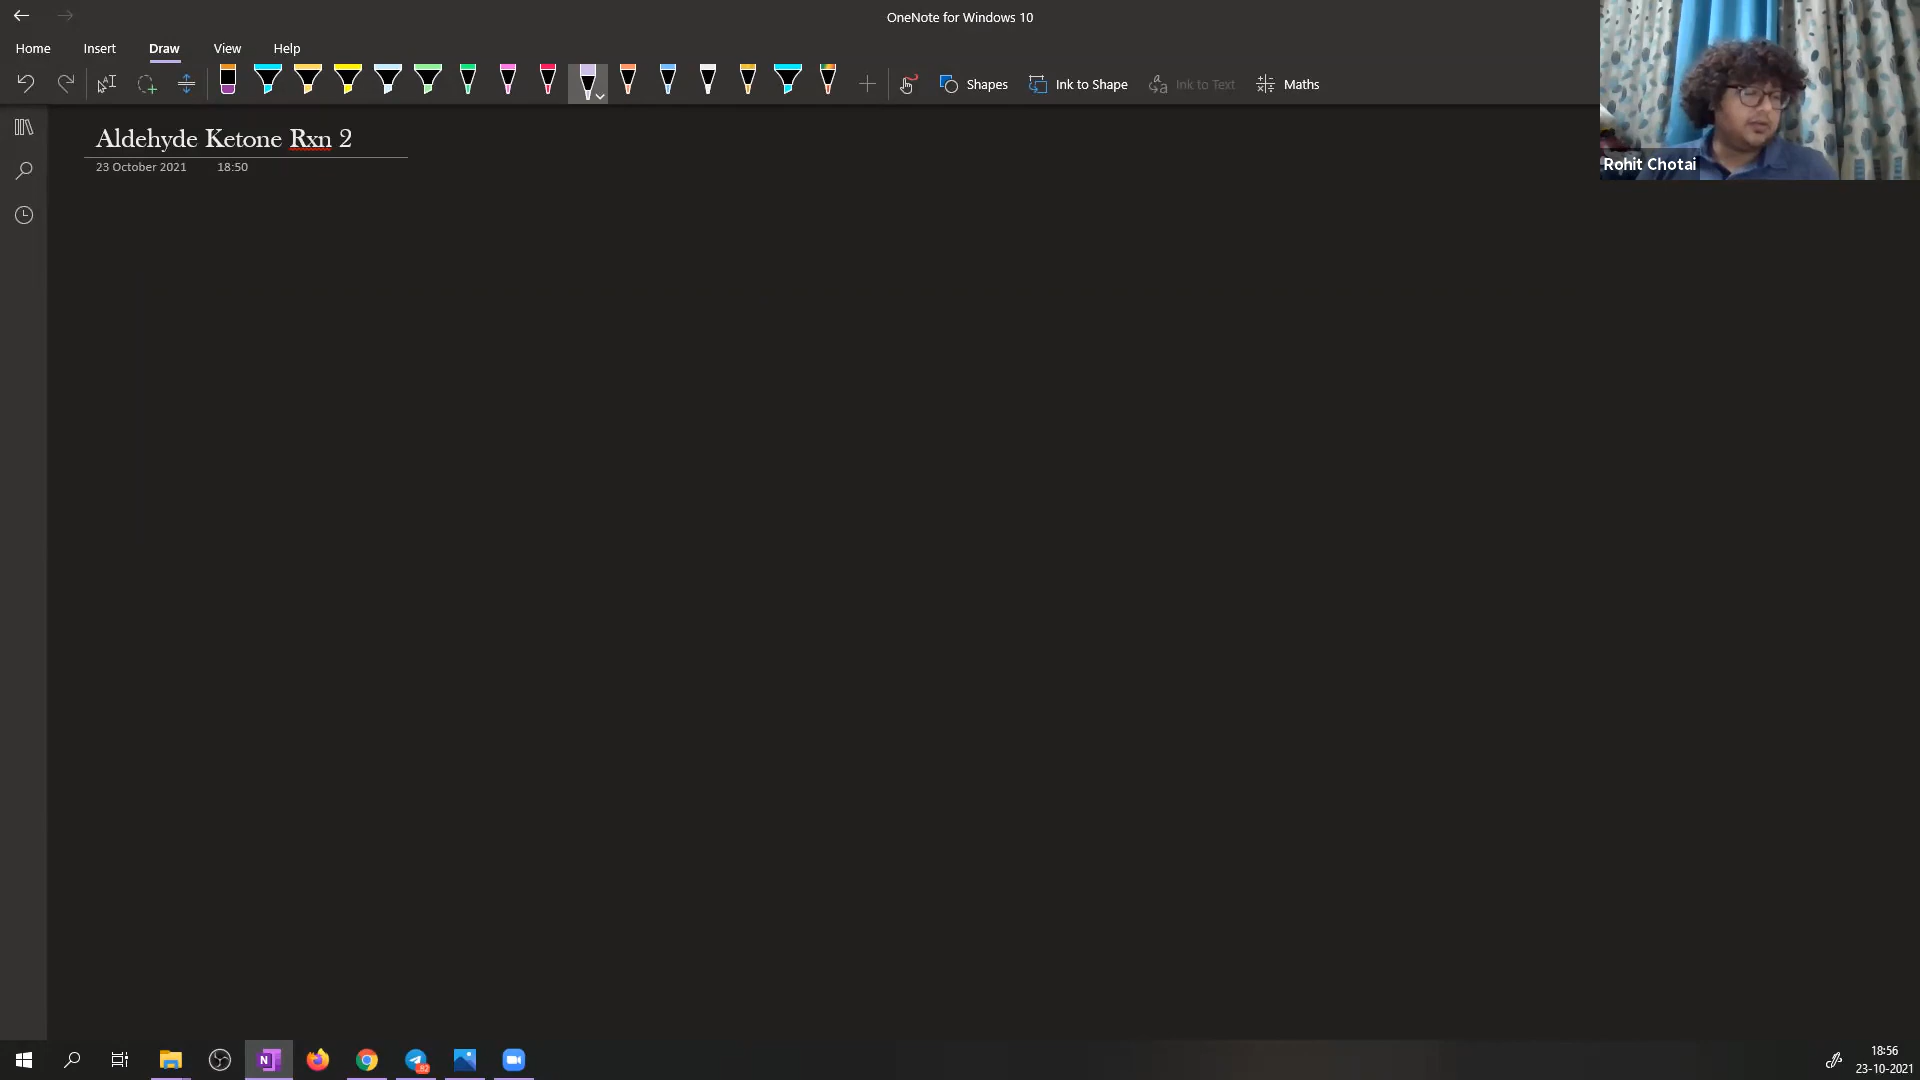 OneNote for Windows 10
Home Insert Draw View Help
Shapes Ink to Shape Ink to Text Maths
Aldehyde Ketone Rxn 2
23 October 2021 18:50
Rohit Chotai
18:56
23-10-2021